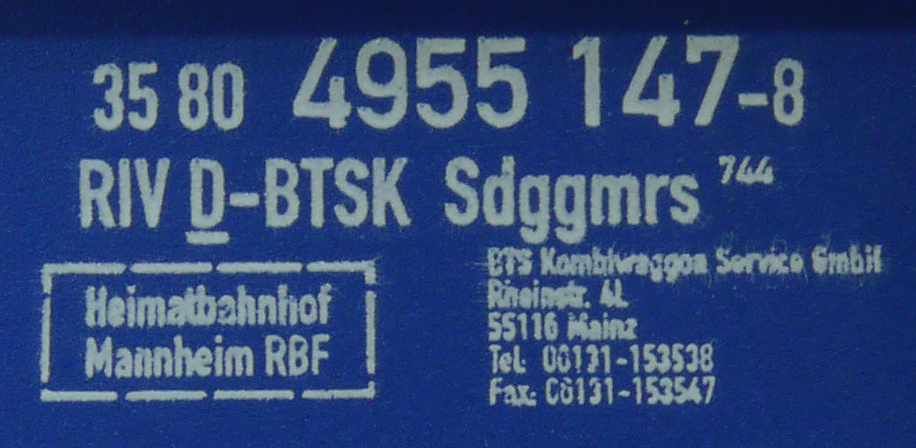 35 80 4955 147-8
RIV D-BTSK Sdggmrs 744
Heimatbahnhof
Mannheim RBF
BTS Kombiwaggon Service GmbH
Rheinstr.
55116 Mainz
Tel: 06131-153538
Fax: 06131-153547